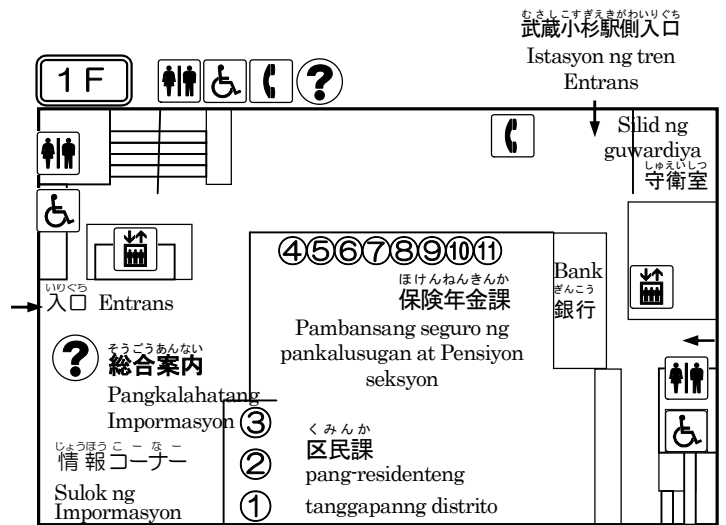 むさしこすぎえきがわいりぐち
武蔵小杉駅側入口
Istasyon ng tren
Entrans
1F
?
Silid ng
guwardiya
しゅえいしつ
守衛室
④⑤⑥⑦⑧⑨⑩⑪
ほけんねんきんか
保険年金課
Pambansang seguro ng
pankalusugan at Pensiyon
seksyon
Bank
ぎんこう
銀行
いりぐち
入口 Entrans
?
そうごうあんない
総合案内
Pangkalahatang
Impormasyon
じょうほうこーなー
情報コーナー
Sulok ng
Impormasyon
③
②
①
くみんか
区民課
pang-residenteng
tanggapanng distrito